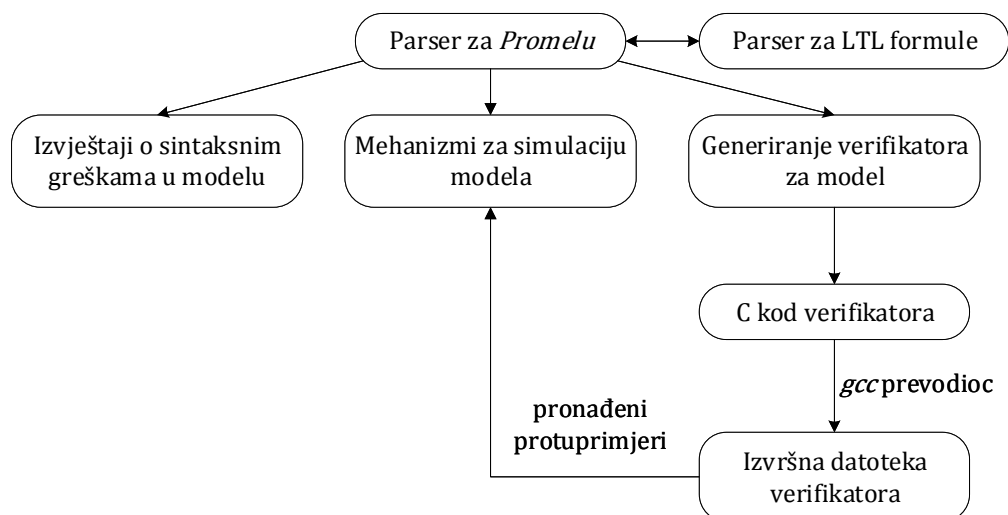 Parser za Promelu
Parser za LTL formule
Izvještaji o sintaksnim
greškama u modelu
Mehanizmi za simulaciju
modela
Generiranje verifikatora
za model
C kod verifikatora
gcc prevodioc
pronađeni
protuprimjeri
Izvršna datoteka
verifikatora